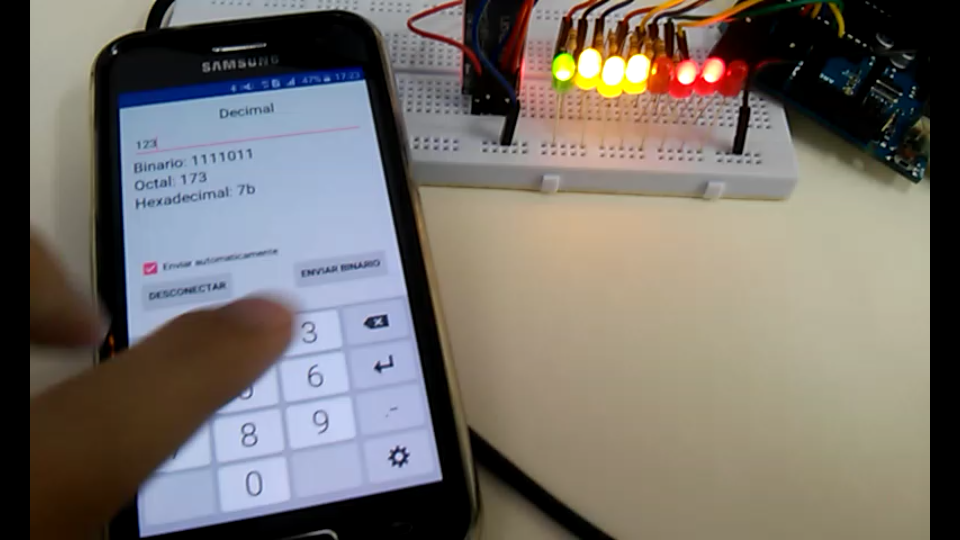 SAMSUNG
47% 17:23
Decimal
123
Binario: 1111011
Octal: 173
Hexadecimal: 7b
Enviar automaticamente
DESCONECTAR
ENVIAR BINARIO
3
6
8
9
.-
0